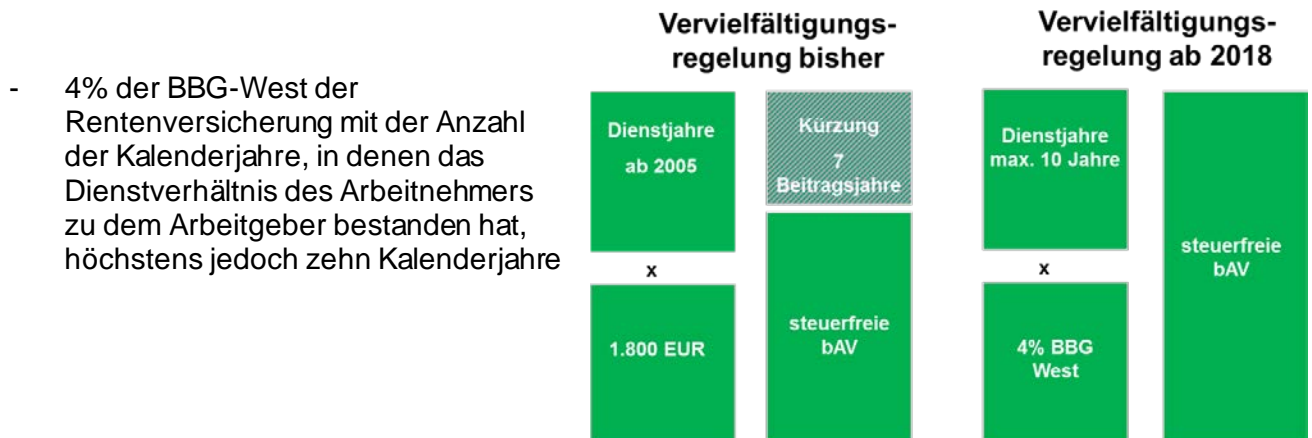 - 4% der BBG-West der
Rentenversicherung mit der Anzahl
der Kalenderjahre, in denen das
Dienstverhältnis des Arbeitnehmers
zu dem Arbeitgeber bestanden hat,
höchstens jedoch zehn Kalenderjahre
Vervielfältigungs-
regelung bisher
Dienstjahre
ab 2005
x
1.800 EUR
Kürzung
7
Beitragsjahre
steuerfreie
bAV
Vervielfältigungs-
regelung ab 2018
Dienstjahre
max. 10 Jahre
x
4% BBG
West
steuerfreie
bAV